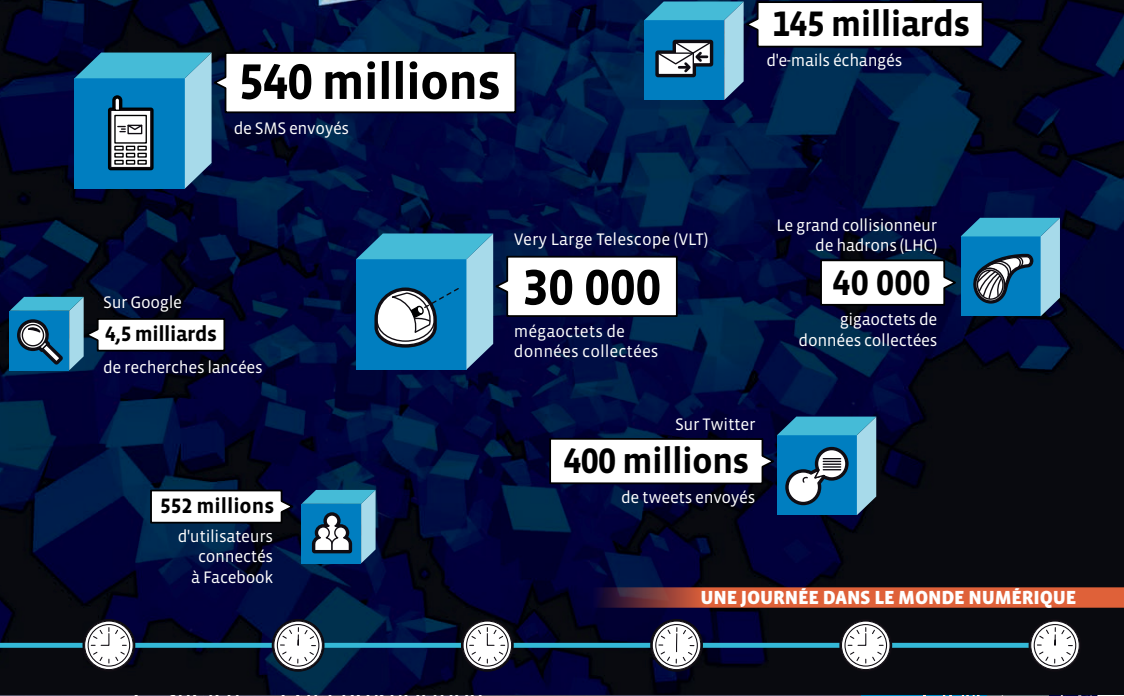 540 millions
de SMS envoyés
145 milliards
d'e-mails échangés
Very Large Telescope (VLT)
30 000
mégaoctets de
données collectées
Le grand collisionneur
de hadrons (LHC)
40 000
gigaoctets de
données collectées
Sur Google
4,5 milliards
de recherches lancées
Sur Twitter
400 millions
de tweets envoyés
552 millions
d'utilisateurs
connectés
à Facebook
UNE JOURNÉE DANS LE MONDE NUMÉRIQUE